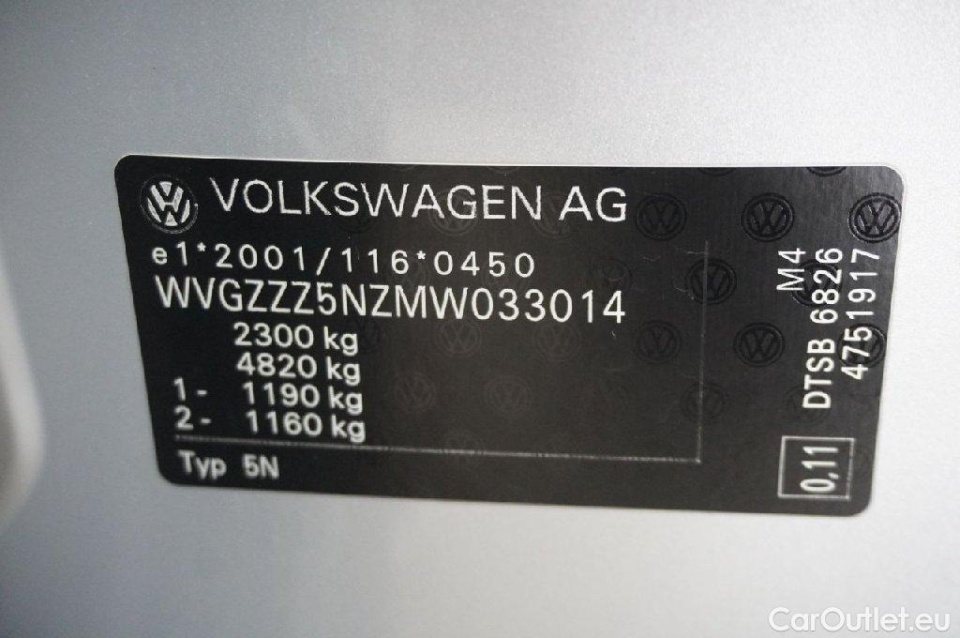 VOLKSWAGEN AG
e1*2001/116*0450
WVGZZZ5NZMW033014
2300 kg
4820 kg
1- 1190 kg
2- 1160 kg
Typ 5N
M4
DTSB 6826
4751917
0,11
CarOutlet.eu